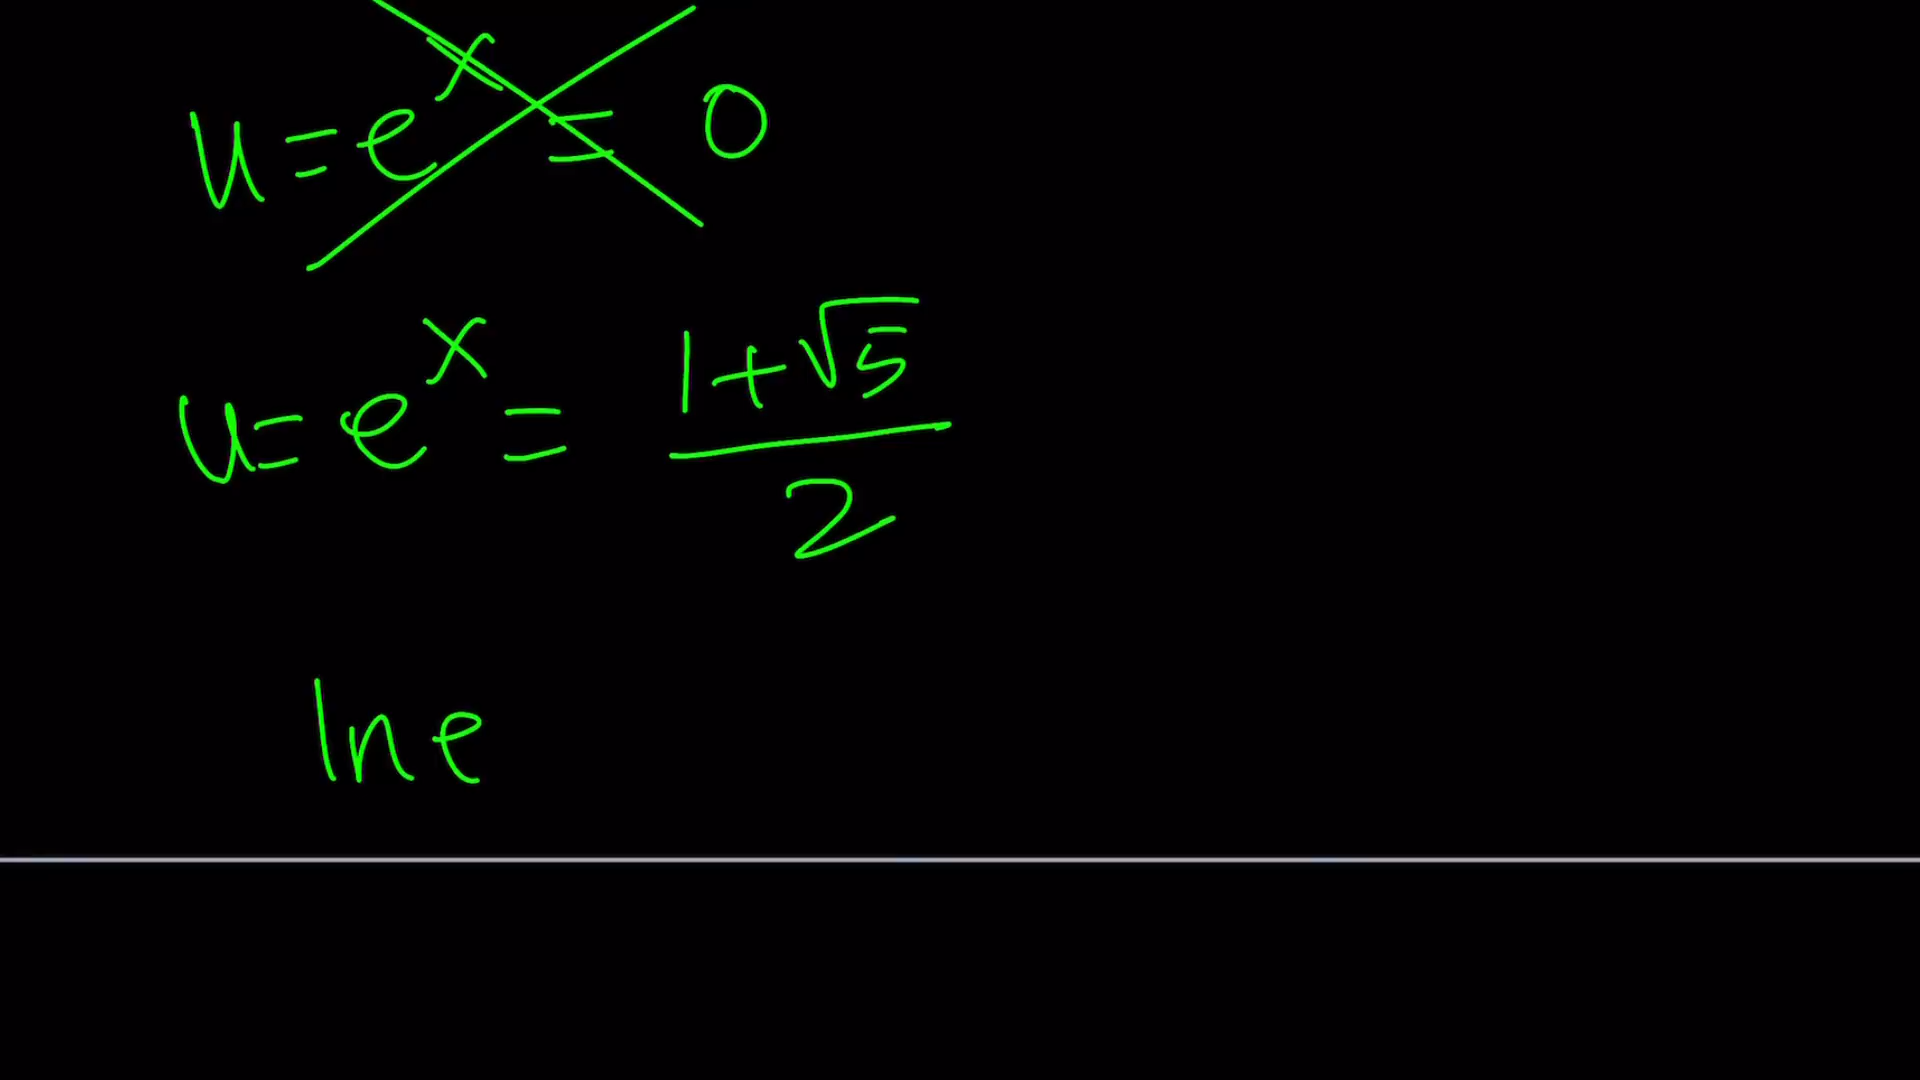 u = e^x = 0
u = e^x = (1+√5)/2
ln e